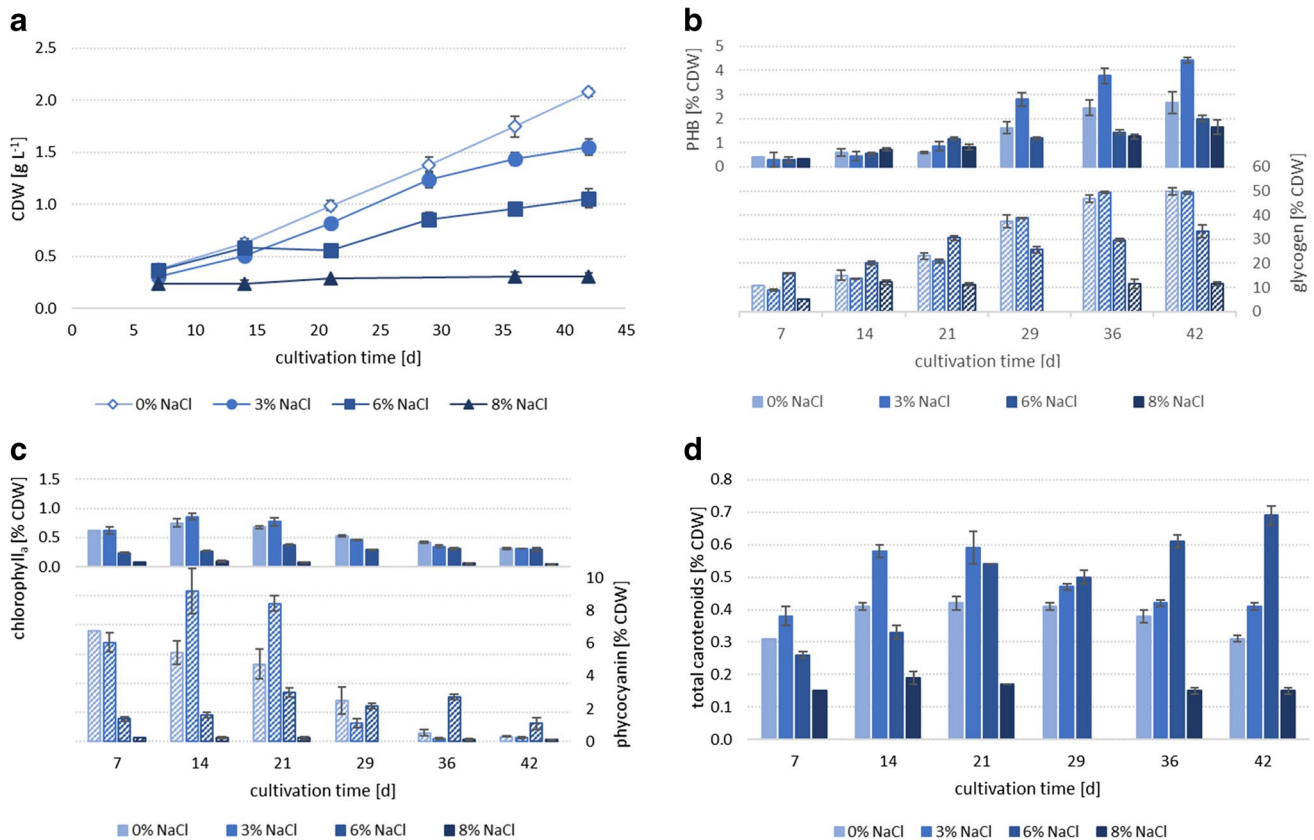 a
2.5
2.0
1.5
1.0
0.5
0.0
CDW [g L-1]
0 5 10 15 20 25 30 35 40 45
cultivation time [d]
0% NaCl 3% NaCl 6% NaCl 8% NaCl
b
5
4
3
2
1
0
PHB [% CDW]
60
50
40
30
20
10
0
glycogen [% CDW]
7 14 21 29 36 42
cultivation time [d]
0% NaCl 3% NaCl 6% NaCl 8% NaCl
c
1.5
1.0
0.5
0.0
chlorophyll a [% CDW]
10
8
6
4
2
0
phycocyanin [% CDW]
7 14 21 29 36 42
cultivation time [d]
0% NaCl 3% NaCl 6% NaCl 8% NaCl
d
0.8
0.7
0.6
0.5
0.4
0.3
0.2
0.1
0.0
total carotenoids [% CDW]
7 14 21 29 36 42
cultivation time [d]
0% NaCl 3% NaCl 6% NaCl 8% NaCl